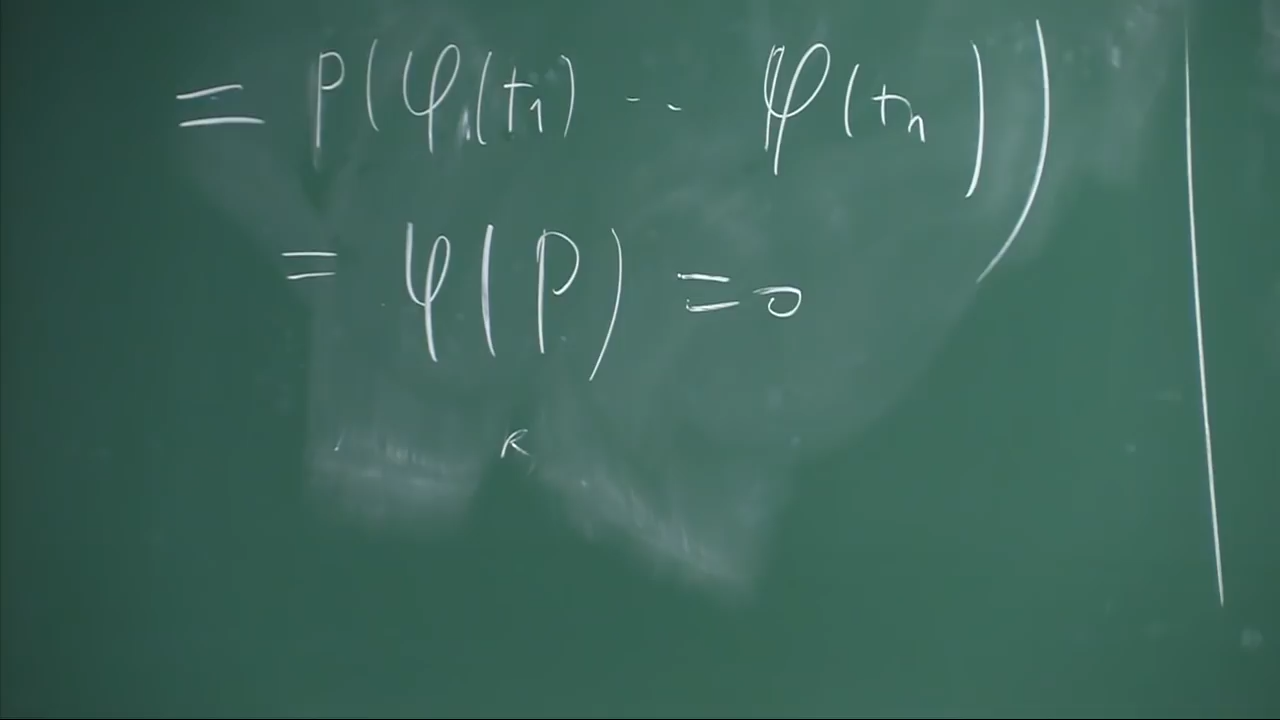 = P(φ(t₁) -- φ(tₙ)))
= φ(P) = 0
R